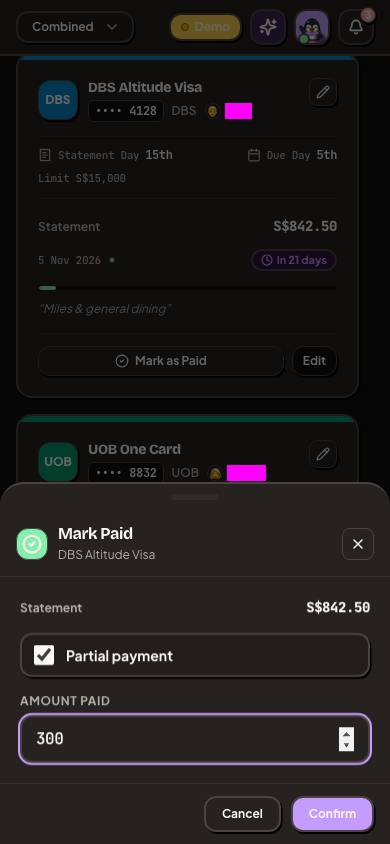 Combined
Demo
3
DBS
DBS Altitude Visa
•••• 4128 DBS
Statement Day 15th
Due Day 5th
Limit S$15,000
Statement
S$842.50
5 Nov 2026
In 21 days
“Miles & general dining”
Mark as Paid
Edit
UOB
UOB One Card
•••• 8832 UOB
Mark Paid
DBS Altitude Visa
Statement
S$842.50
Partial payment
AMOUNT PAID
300
Cancel
Confirm